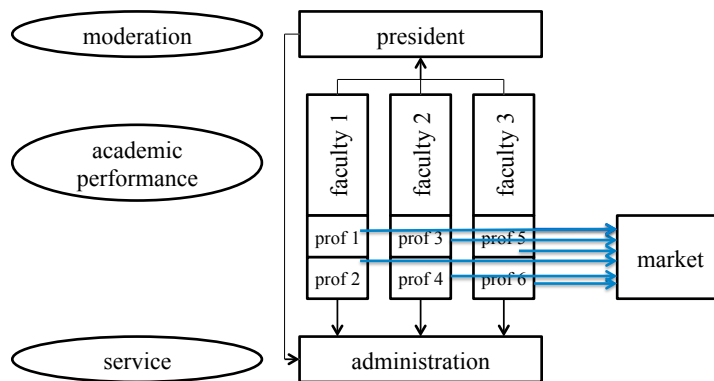 moderation
president
academic
performance
faculty 1
faculty 2
faculty 3
prof 1
prof 3
prof 5
prof 2
prof 4
prof 6
market
service
administration